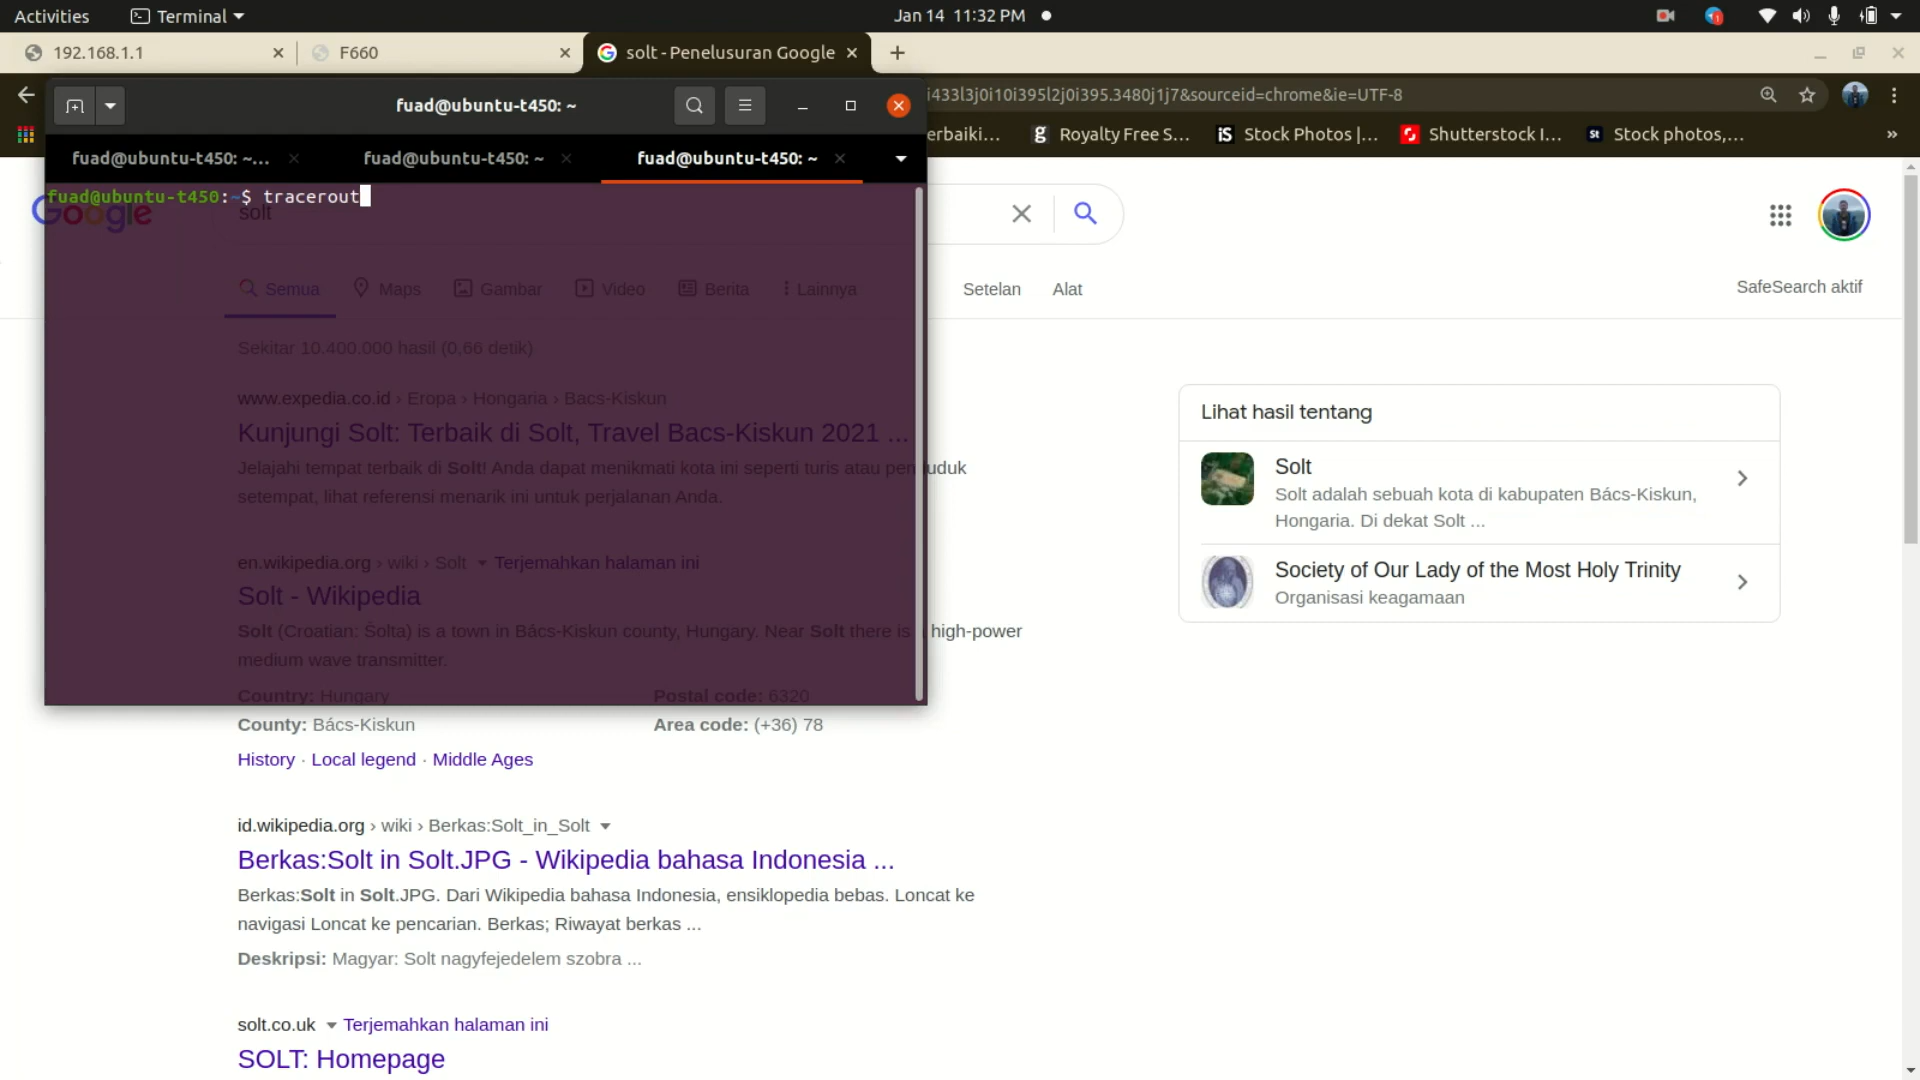 Activities
Terminal
Jan 14 11:32 PM
1
192.168.1.1
F660
solt - Penelusuran Google
fuad@ubuntu-t450: ~
i433l3j0i10i395l2j0i395.3480j1j7&sourceid=chrome&ie=UTF-8
erbaiki...
Royalty Free S...
iS Stock Photos |...
Shutterstock I...
st Stock photos,...
»
fuad@ubuntu-t450: ~...
fuad@ubuntu-t450: ~
fuad@ubuntu-t450: ~
fuad@ubuntu-t450:~$ tracerout
Google
solt
Semua
Maps
Gambar
Video
Berita
Lainnya
Setelan
Alat
SafeSearch aktif
Sekitar 10.400.000 hasil (0,66 detik)
www.expedia.co.id › Eropa › Hongaria › Bacs-Kiskun
Kunjungi Solt: Terbaik di Solt, Travel Bacs-Kiskun 2021 ...
Jelajahi tempat terbaik di Solt! Anda dapat menikmati kota ini seperti turis atau penduduk
setempat, lihat referensi menarik ini untuk perjalanan Anda.
en.wikipedia.org › wiki › Solt
Terjemahkan halaman ini
Solt - Wikipedia
Solt (Croatian: Šolta) is a town in Bács-Kiskun county, Hungary. Near Solt there is a high-power
medium wave transmitter.
Country: Hungary
Postal code: 6320
County: Bács-Kiskun
Area code: (+36) 78
History · Local legend · Middle Ages
id.wikipedia.org › wiki › Berkas:Solt_in_Solt
Berkas:Solt in Solt.JPG - Wikipedia bahasa Indonesia ...
Berkas:Solt in Solt.JPG. Dari Wikipedia bahasa Indonesia, ensiklopedia bebas. Loncat ke
navigasi Loncat ke pencarian. Berkas; Riwayat berkas ...
Deskripsi: Magyar: Solt nagyfejedelem szobra ...
solt.co.uk
Terjemahkan halaman ini
SOLT: Homepage
Lihat hasil tentang
Solt
Solt adalah sebuah kota di kabupaten Bács-Kiskun,
Hongaria. Di dekat Solt ...
Society of Our Lady of the Most Holy Trinity
Organisasi keagamaan